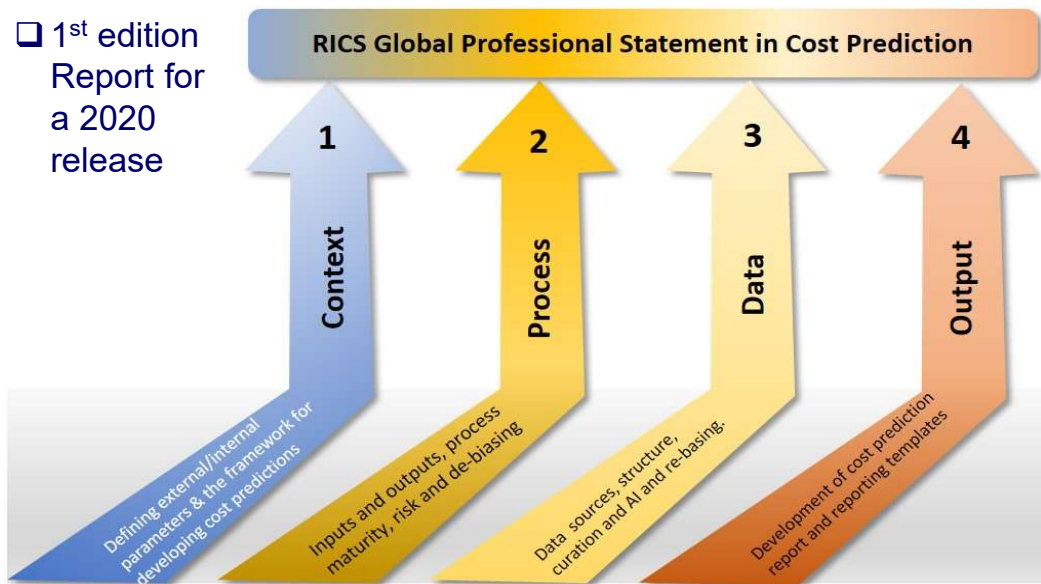 ❑ 1st edition
Report for
a 2020
release
RICS Global Professional Statement in Cost Prediction
1
Context
Defining external/internal
parameters & the framework for
developing cost predictions
2
Process
Inputs and outputs, process
maturity, risk and de-biasing
3
Data
Data sources, structure,
curation and AI and re-basing.
4
Output
Development of cost prediction
report and reporting templates